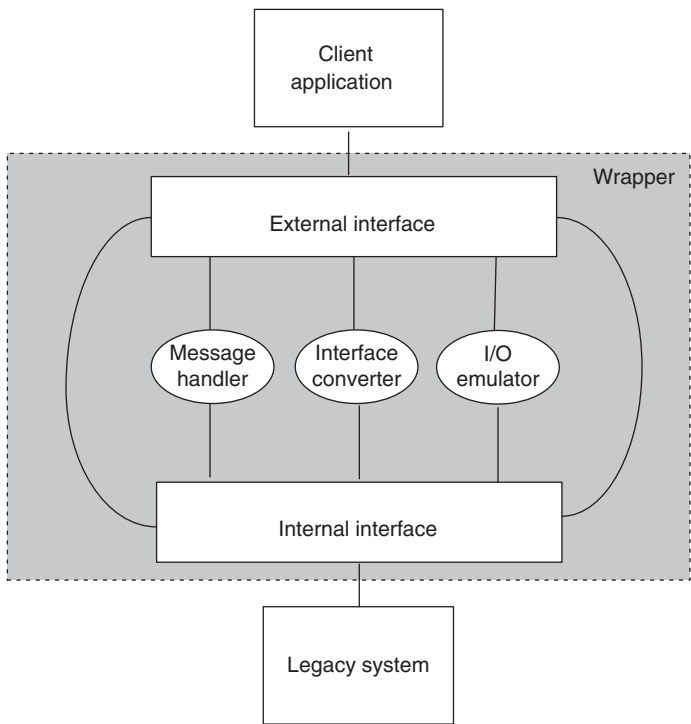 Client
application
Wrapper
External interface
Message
handler
Interface
converter
I/O
emulator
Internal interface
Legacy system